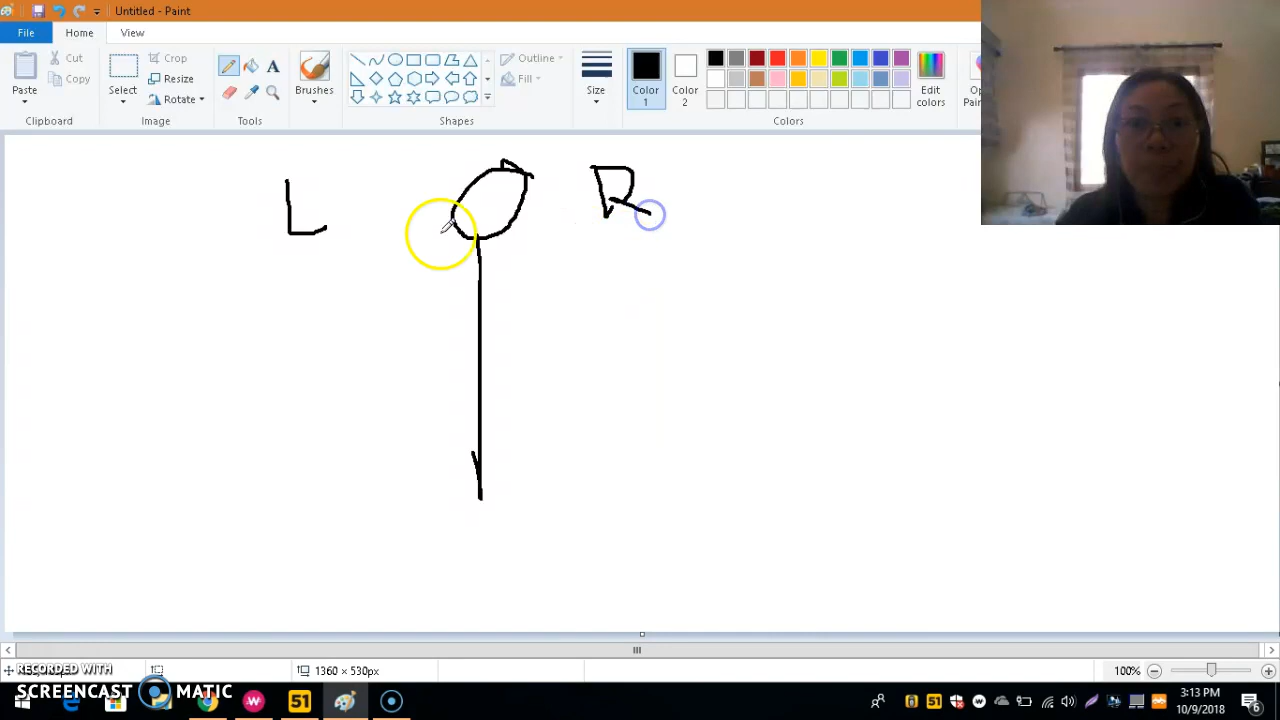 Untitled - Paint
File Home View
Paste
Cut
Copy
Clipboard
Select
Crop
Resize
Rotate
Image
A
Tools
Brushes
Outline
Fill
Shapes
Size
Color 1
Color 2
Edit colors
Colors
L R
1360 × 530px
100%
RECORDED WITH
SCREENCAST MATIC
W 51 51
3:13 PM
10/9/2018
6